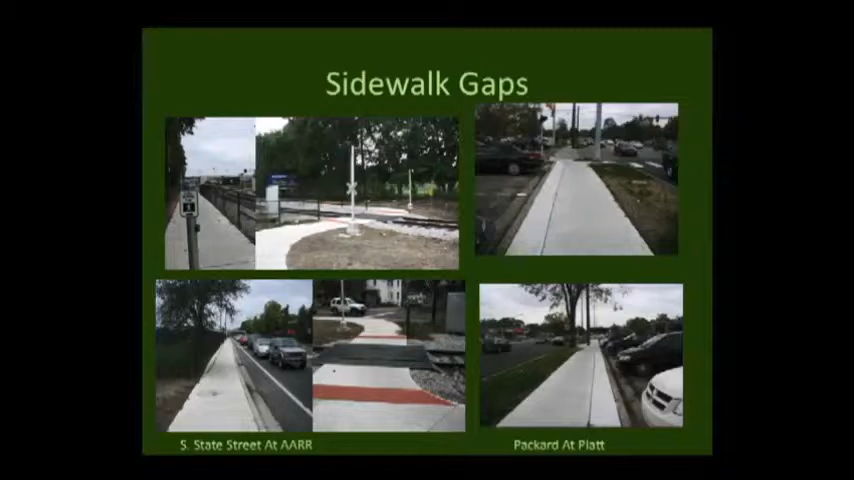 Sidewalk Gaps
S. State Street At AARR
Packard At Platt